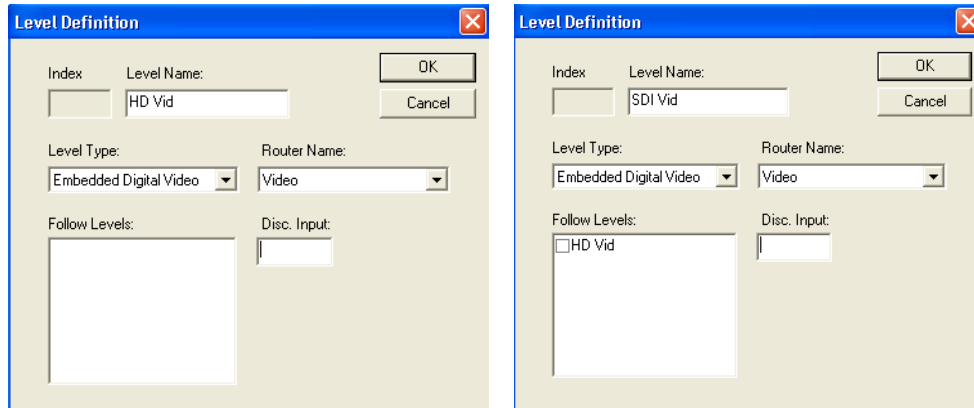 Level Definition
Index Level Name:
OK
HD Vid
Cancel
Level Type: Router Name:
Embedded Digital Video Video
Follow Levels: Disc. Input:
Level Definition
Index Level Name:
OK
SDI Vid
Cancel
Level Type: Router Name:
Embedded Digital Video Video
Follow Levels: Disc. Input:
HD Vid